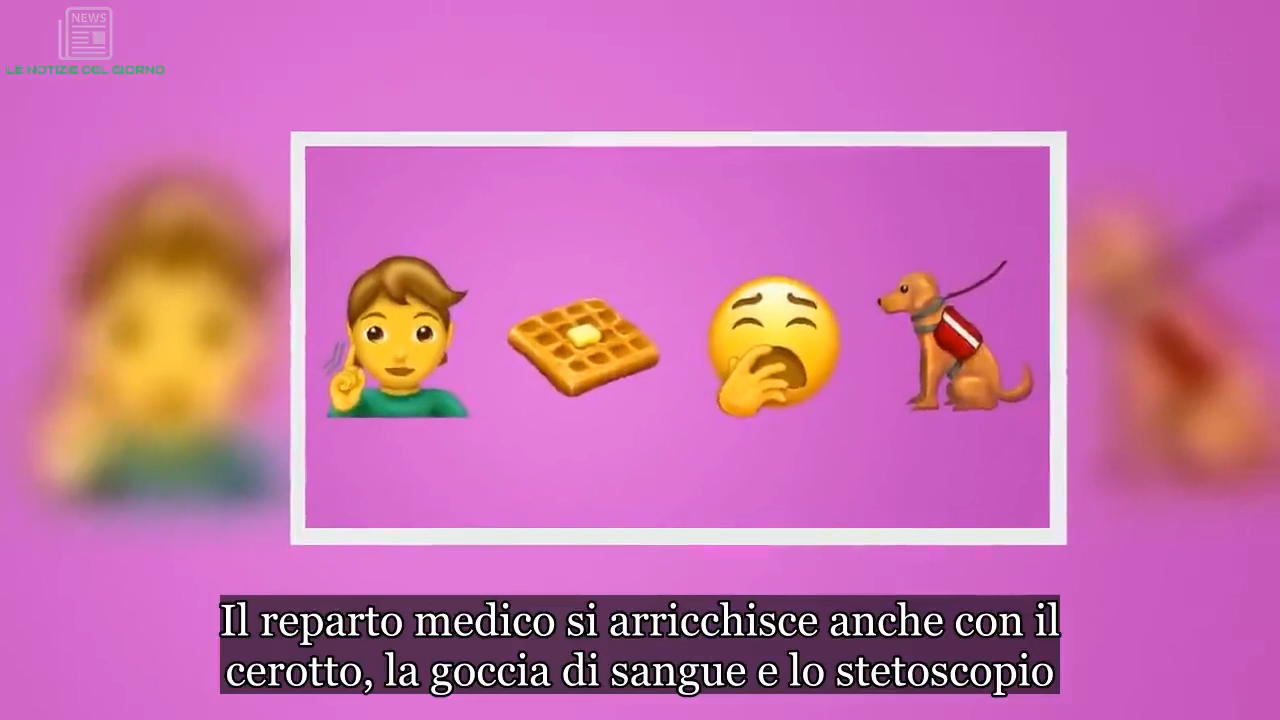 NEWS
LE NOTIZIE DEL GIORNO
Il reparto medico si arricchisce anche con il
cerotto, la goccia di sangue e lo stetoscopio